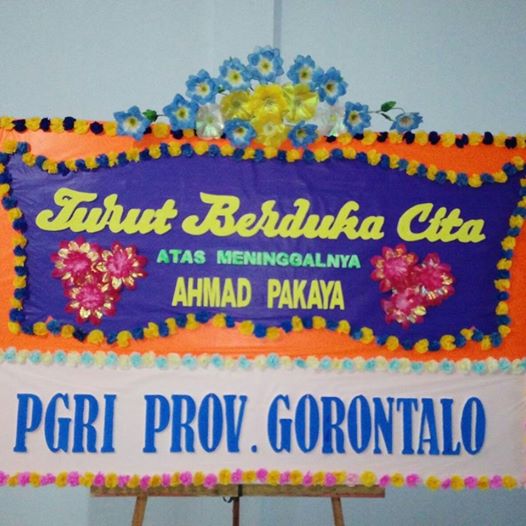 Turut Berduka Cita
ATAS MENINGGALNYA
AHMAD PAKAYA
PGRI PROV. GORONTALO